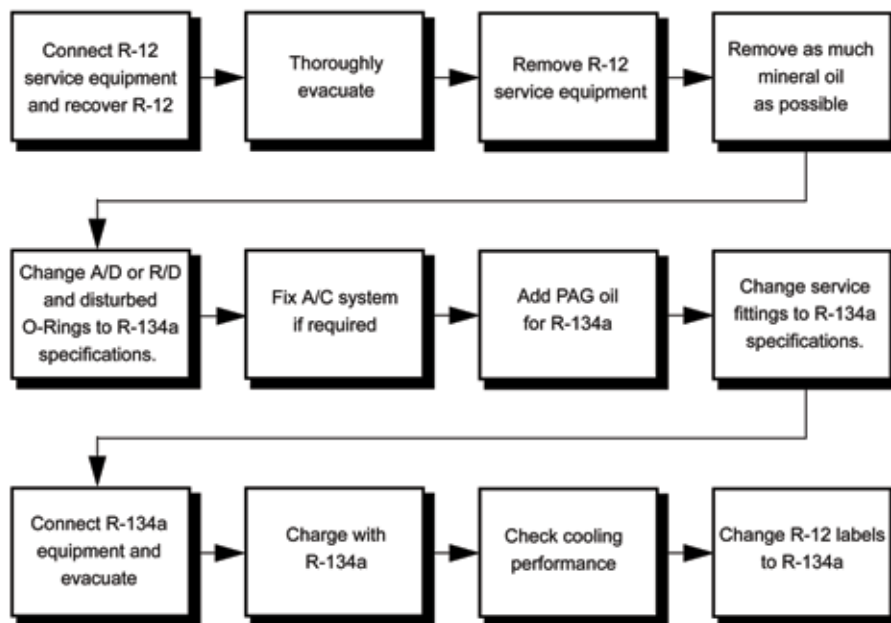 Connect R-12
service equipment
and recover R-12
Thoroughly
evacuate
Remove R-12
service equipment
Remove as much
mineral oil
as possible
Change A/D or R/D
and disturbed
O-Rings to R-134a
specifications.
Fix A/C system
if required
Add PAG oil
for R-134a
Change service
fittings to R-134a
specifications.
Connect R-134a
equipment and
evacuate
Charge with
R-134a
Check cooling
performance
Change R-12 labels
to R-134a